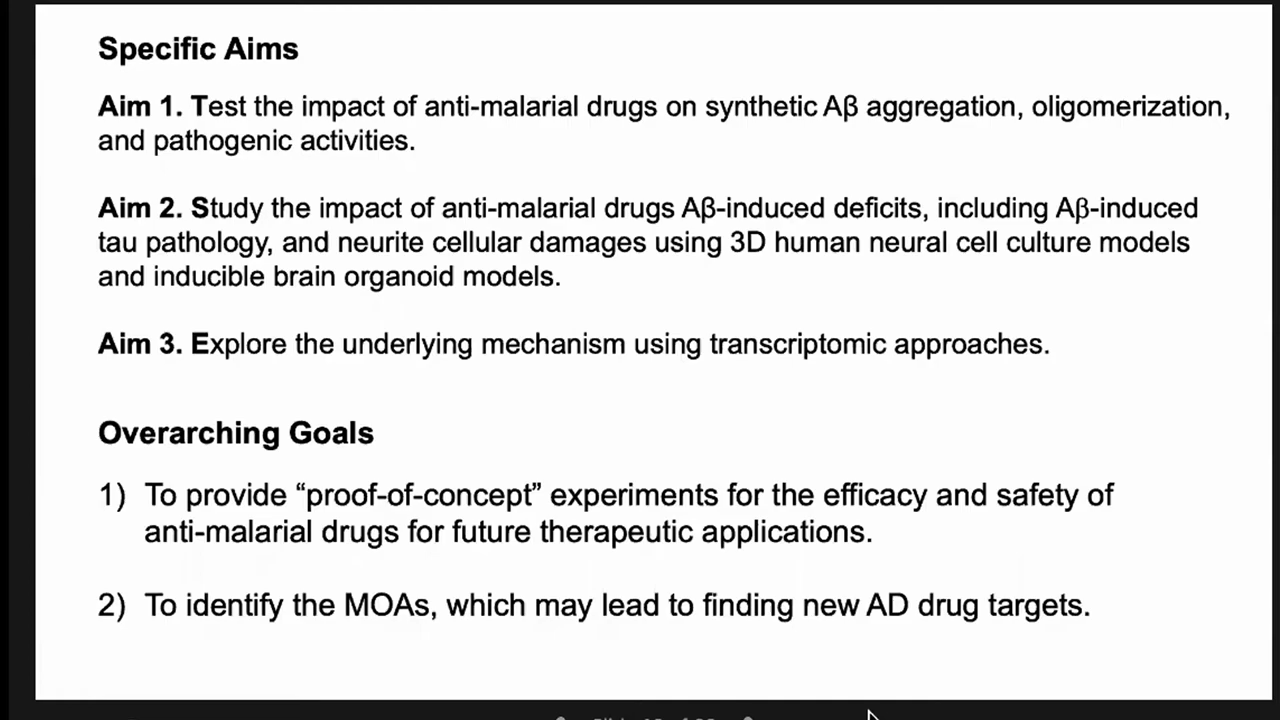 Specific Aims
Aim 1. Test the impact of anti-malarial drugs on synthetic Aβ aggregation, oligomerization,
and pathogenic activities.
Aim 2. Study the impact of anti-malarial drugs Aβ-induced deficits, including Aβ-induced
tau pathology, and neurite cellular damages using 3D human neural cell culture models
and inducible brain organoid models.
Aim 3. Explore the underlying mechanism using transcriptomic approaches.
Overarching Goals
1) To provide “proof-of-concept” experiments for the efficacy and safety of
anti-malarial drugs for future therapeutic applications.
2) To identify the MOAs, which may lead to finding new AD drug targets.